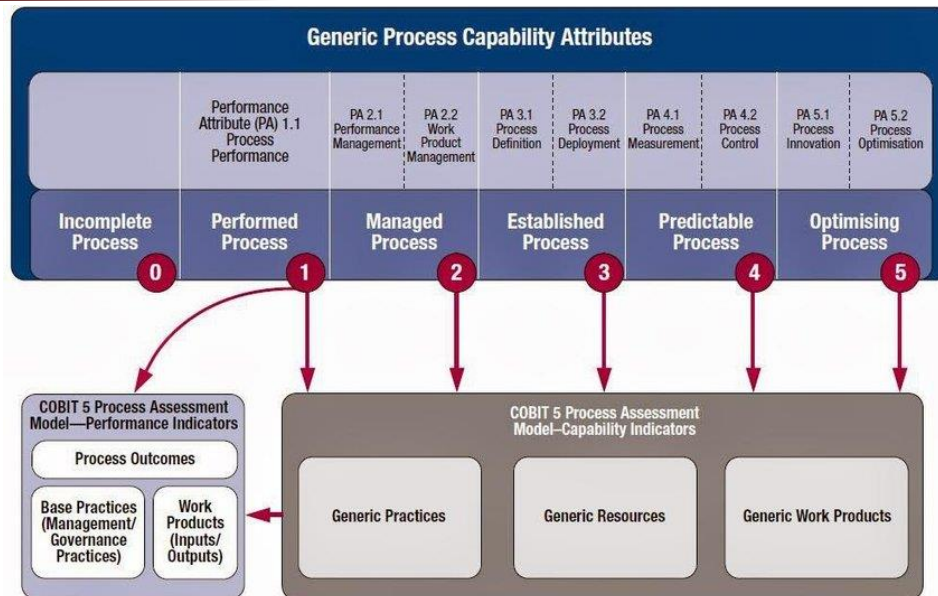 Generic Process Capability Attributes
Performance
Attribute (PA) 1.1
Process
Performance
PA 2.1
Performance
Management
PA 2.2
Work
Product
Management
PA 3.1
Process
Definition
PA 3.2
Process
Deployment
PA 4.1
Process
Measurement
PA 4.2
Process
Control
PA 5.1
Process
Innovation
PA 5.2
Process
Optimisation
Incomplete
Process
0
Performed
Process
1
Managed
Process
2
Established
Process
3
Predictable
Process
4
Optimising
Process
5
COBIT 5 Process Assessment
Model—Performance Indicators
Process Outcomes
Base Practices
(Management/
Governance
Practices)
Work
Products
(Inputs/
Outputs)
COBIT 5 Process Assessment
Model–Capability Indicators
Generic Practices
Generic Resources
Generic Work Products